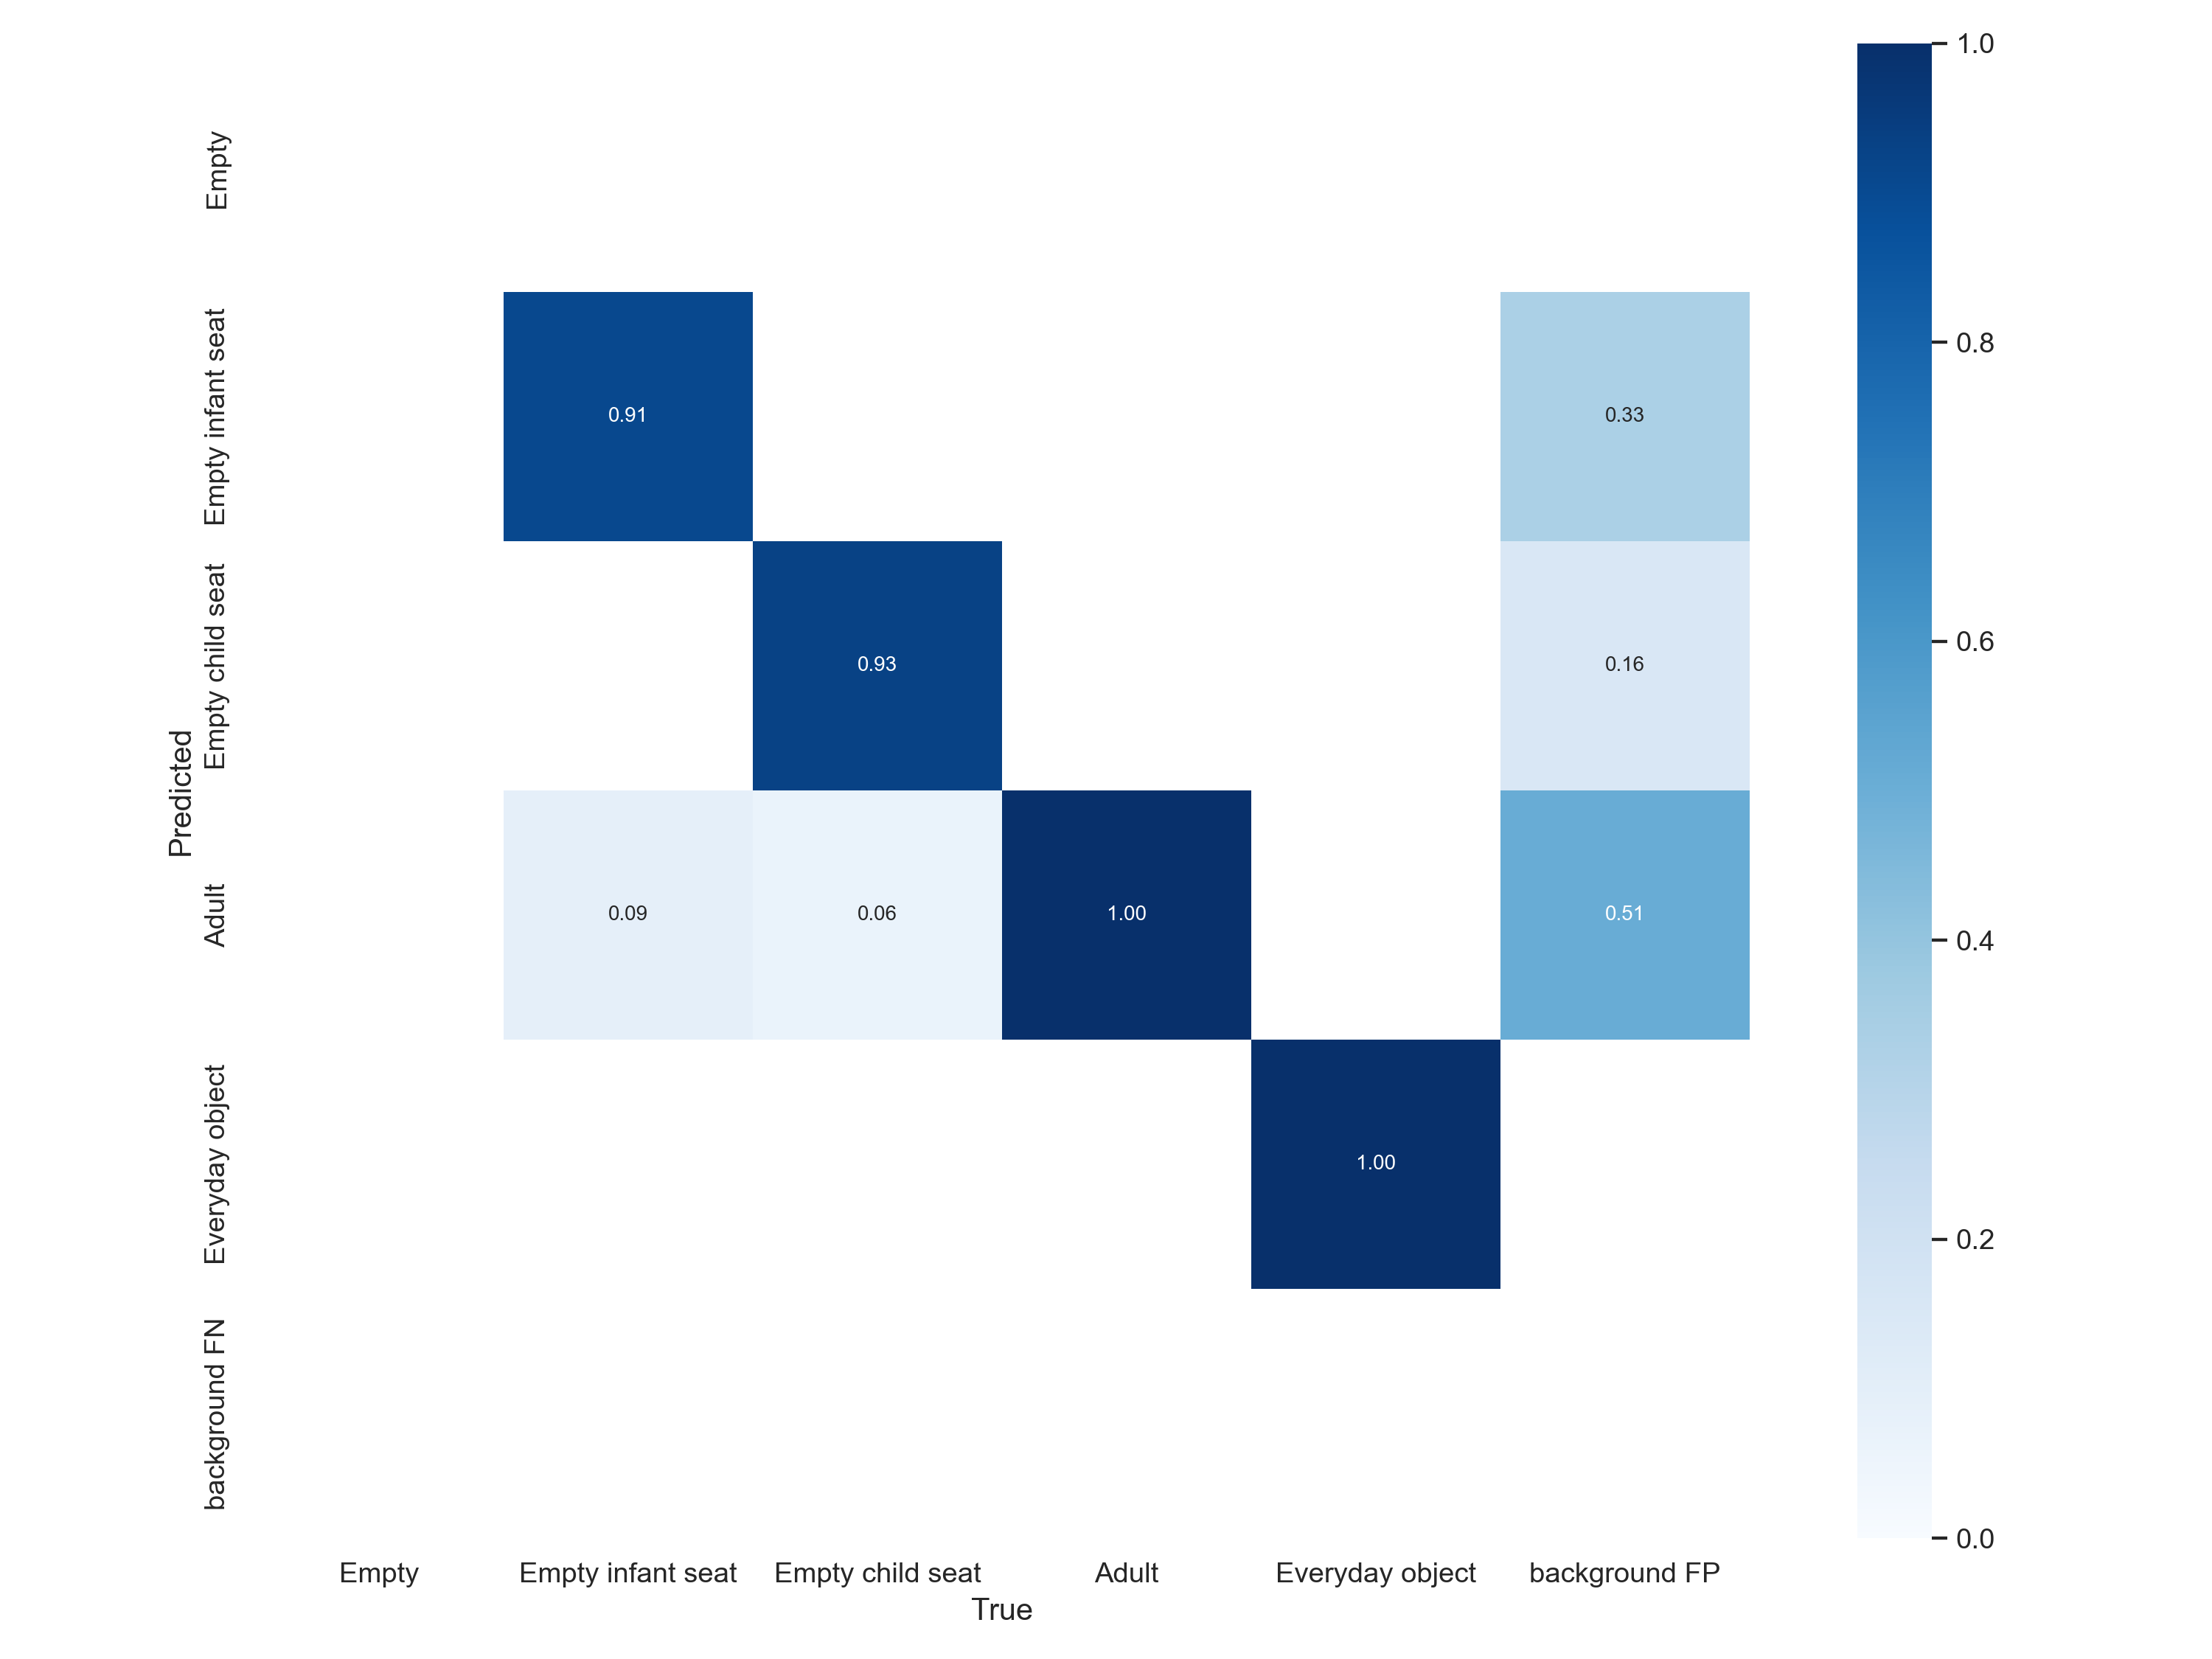 Predicted
Empty
Empty infant seat
Empty child seat
Adult
Everyday object
background FN
0.91 0.33
0.93 0.16
0.09 0.06 1.00 0.51
1.00
Empty Empty infant seat Empty child seat Adult Everyday object background FP
True
1.0
0.8
0.6
0.4
0.2
0.0